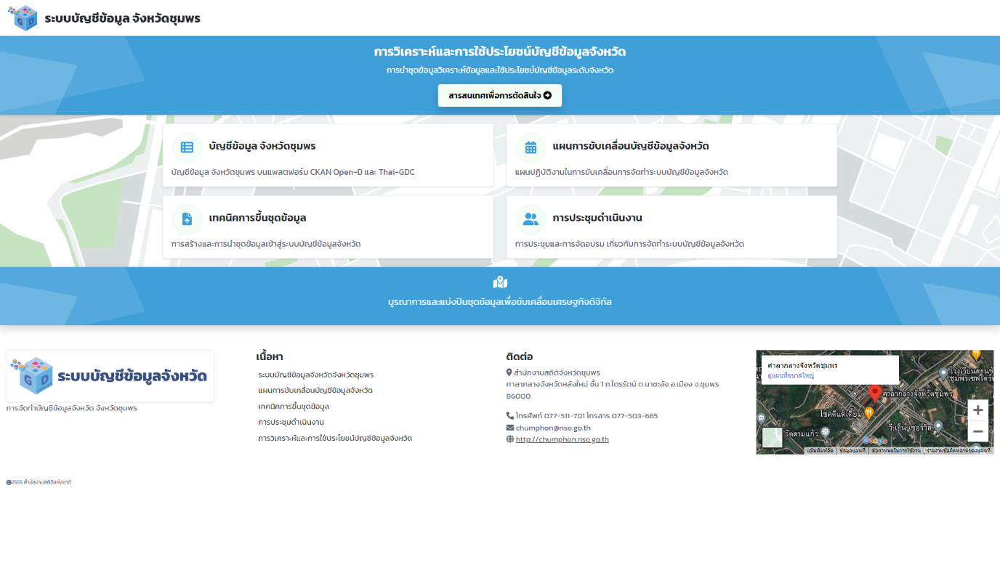 ระบบบัญชีข้อมูล จังหวัดชุมพร
การวิเคราะห์และการใช้ประโยชน์บัญชีข้อมูลจังหวัด
การนำชุดข้อมูลวิเคราะห์ข้อมูลและใช้ประโยชน์บัญชีข้อมูลระดับจังหวัด
สารสนเทศเพื่อการตัดสินใจ
บัญชีข้อมูล จังหวัดชุมพร
บัญชีข้อมูล จังหวัดชุมพร บนแพลตฟอร์ม CKAN Open-D และ Thai-GDC
แผนการขับเคลื่อนบัญชีข้อมูลจังหวัด
แผนปฏิบัติงานในการขับเคลื่อนการจัดทำระบบบัญชีข้อมูลจังหวัด
เทคนิคการขึ้นชุดข้อมูล
การสร้างและการนำชุดข้อมูลเข้าสู่ระบบบัญชีข้อมูลจังหวัด
การประชุมดำเนินงาน
การประชุมและการจัดอบรม เกี่ยวกับการจัดทำระบบบัญชีข้อมูลจังหวัด
บูรณาการและแบ่งปันชุดข้อมูลเพื่อขับเคลื่อนเศรษฐกิจดิจิทัล
G D
ระบบบัญชีข้อมูลจังหวัด
การจัดทำบัญชีข้อมูลจังหวัด จังหวัดชุมพร
เนื้อหา
ระบบบัญชีข้อมูลจังหวัดจังหวัดชุมพร
แผนการขับเคลื่อนบัญชีข้อมูลจังหวัด
เทคนิคการขึ้นชุดข้อมูล
การประชุมดำเนินงาน
การวิเคราะห์และการใช้ประโยชน์บัญชีข้อมูลจังหวัด
ติดต่อ
สำนักงานสถิติจังหวัดชุมพร
ศาลากลางจังหวัดหลังใหม่ ชั้น 1 ถ.ไตรรัตน์ ต.นาชะอัง อ.เมือง จ.ชุมพร
86000
โทรศัพท์ 077-511-701 โทรสาร 077-503-665
chumphon@nso.go.th
http://chumphon.nso.go.th
ศาลากลางจังหวัดชุมพร
ดูแผนที่ขนาดใหญ่
ศาลากลางจังหวัดชุมพร
โชคดีแต่เตี้ยม
วัดสามแก้ว
วีเอ็น เซอร์วิส
Google
แป้นพิมพ์ลัด
ข้อมูลแผนที่
ข้อกำหนดในการใช้งาน
รายงานข้อผิดพลาดของแผนที่
2565 สำนักงานสถิติแห่งชาติ